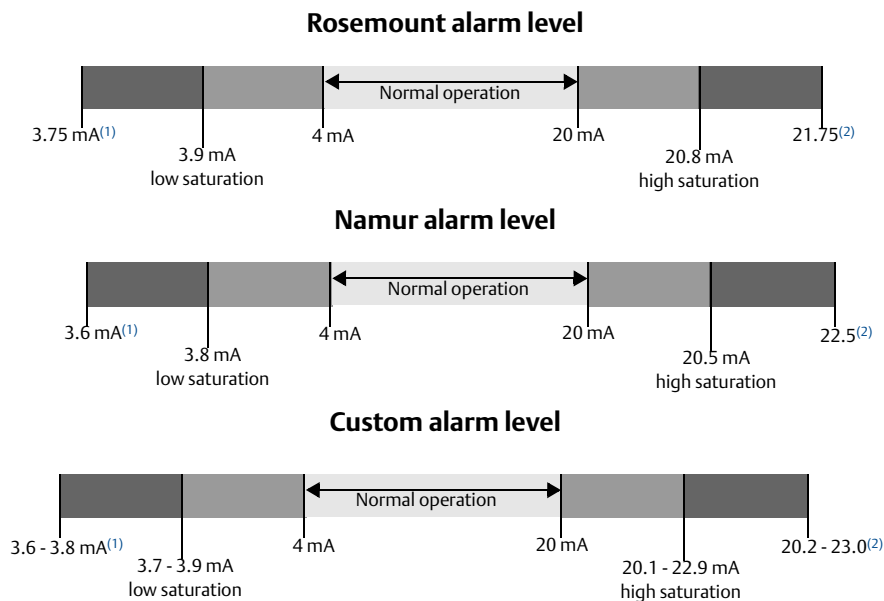 Rosemount alarm level
Normal operation
3.75 mA(1)
4 mA
20 mA
21.75(2)
3.9 mA
low saturation
20.8 mA
high saturation
Namur alarm level
Normal operation
3.6 mA(1)
4 mA
20 mA
22.5(2)
3.8 mA
low saturation
20.5 mA
high saturation
Custom alarm level
Normal operation
3.6 - 3.8 mA(1)
4 mA
20 mA
20.2 - 23.0(2)
3.7 - 3.9 mA
low saturation
20.1 - 22.9 mA
high saturation